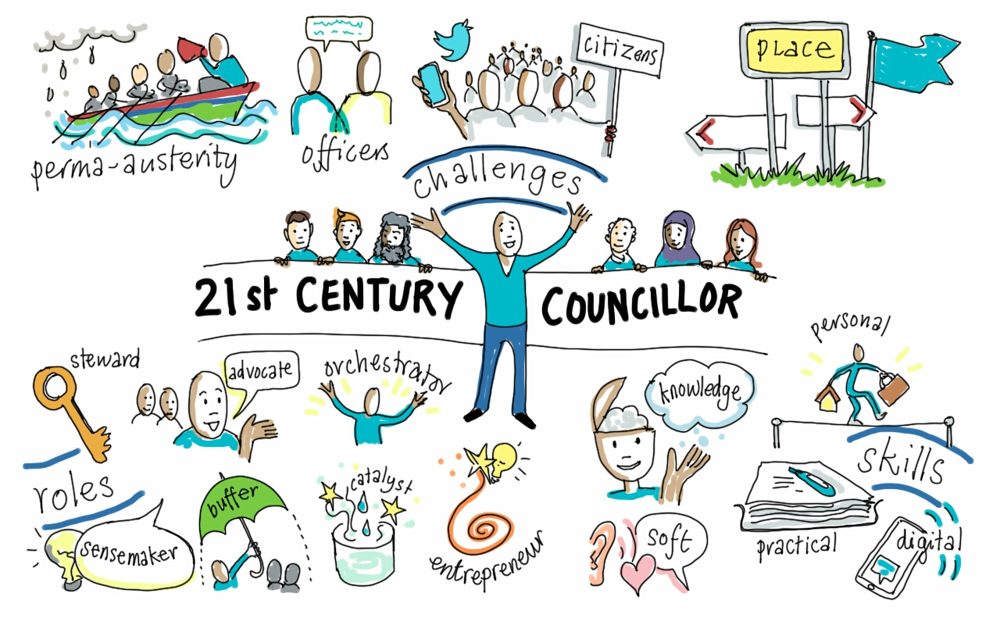 perma-austerity
officers
citizens
PLACE
challenges
21st CENTURY COUNCILLOR
steward
advocate
orchestrator
roles
sensemaker
buffer
catalyst
entrepreneur
knowledge
personal
skills
soft
practical
digital